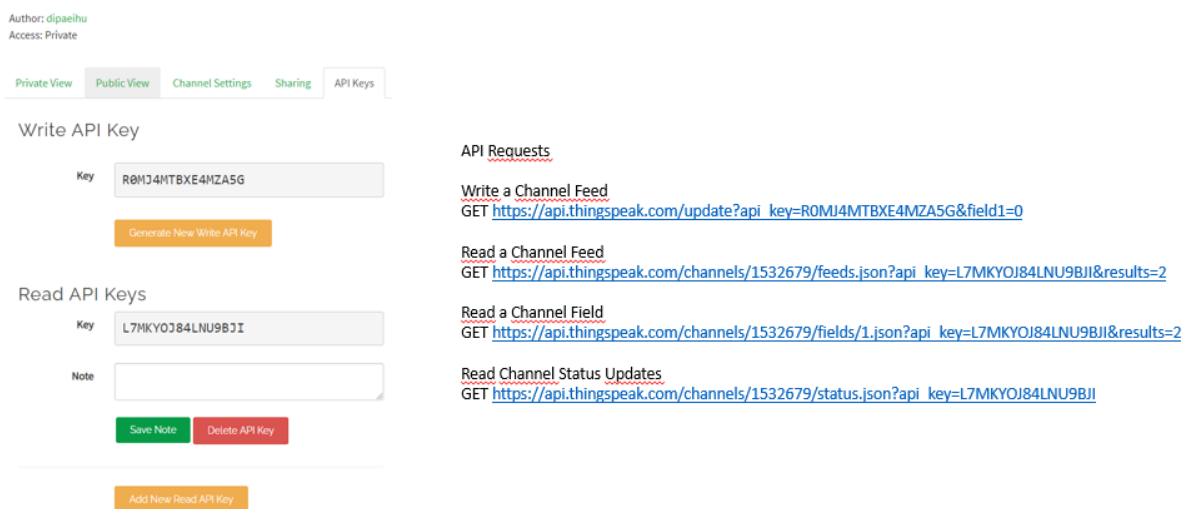 Author: dipaeihu
Access: Private
Private View
Public View
Channel Settings
Sharing
API Keys
Write API Key
Key
R0MJ4MTBXE4MZA5G
Generate New Write API Key
Read API Keys
Key
L7MKYOJ84LNU9BJI
Note
Save Note
Delete API Key
Add New Read API Key
API Requests
Write a Channel Feed
GET https://api.thingspeak.com/update?api_key=R0MJ4MTBXE4MZA5G&field1=0
Read a Channel Feed
GET https://api.thingspeak.com/channels/1532679/feeds.json?api_key=L7MKYOJ84LNU9BJI&results=2
Read a Channel Field
GET https://api.thingspeak.com/channels/1532679/fields/1.json?api_key=L7MKYOJ84LNU9BJI&results=2
Read Channel Status Updates
GET https://api.thingspeak.com/channels/1532679/status.json?api_key=L7MKYOJ84LNU9BJI